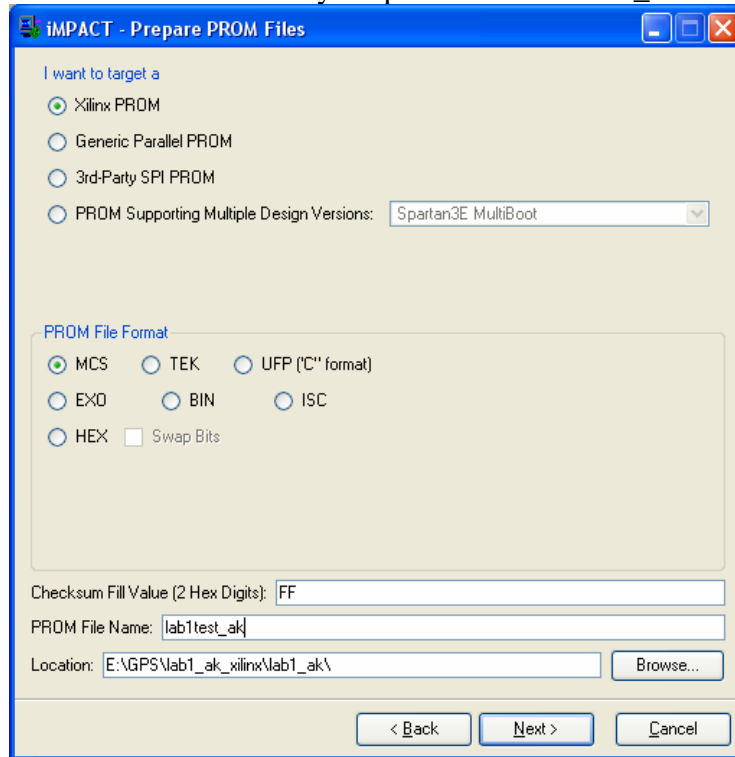 iMPACT - Prepare PROM Files
I want to target a
Xilinx PROM
Generic Parallel PROM
3rd-Party SPI PROM
PROM Supporting Multiple Design Versions: Spartan3E MultiBoot
PROM File Format
MCS TEK UFP ("C" format)
EXO BIN ISC
HEX Swap Bits
Checksum Fill Value (2 Hex Digits): FF
PROM File Name: lab1test_ak
Location: E:\GPS\lab1_ak_xilinx\lab1_ak\ Browse...
< Back Next > Cancel